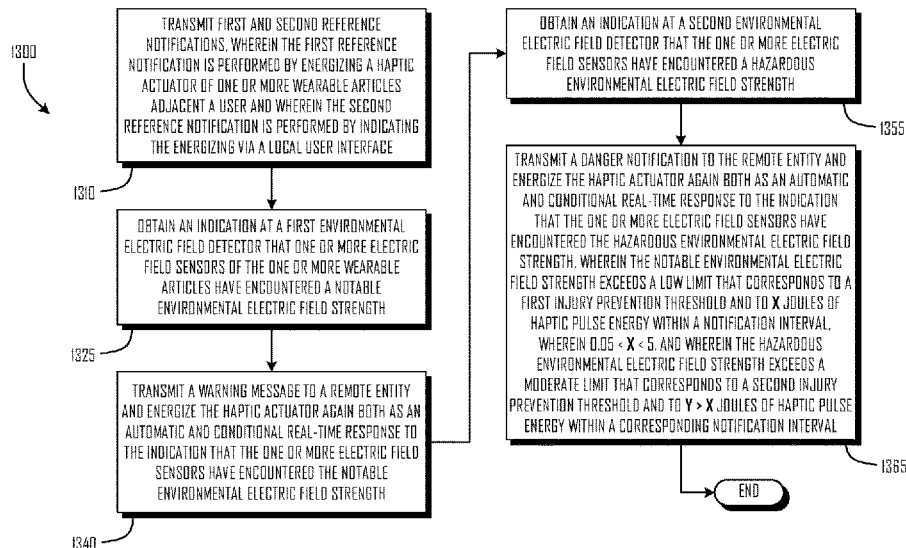 1300
TRANSMIT FIRST AND SECOND REFERENCE
NOTIFICATIONS, WHEREIN THE FIRST REFERENCE
NOTIFICATION IS PERFORMED BY ENERGIZING A HAPTIC
ACTUATOR OF ONE OR MORE WEARABLE ARTICLES
ADJACENT A USER AND WHEREIN THE SECOND
REFERENCE NOTIFICATION IS PERFORMED BY INDICATING
THE ENERGIZING VIA A LOCAL USER INTERFACE
1310
OBTAIN AN INDICATION AT A FIRST ENVIRONMENTAL
ELECTRIC FIELD DETECTOR THAT ONE OR MORE ELECTRIC
FIELD SENSORS OF THE ONE OR MORE WEARABLE
ARTICLES HAVE ENCOUNTERED A NOTABLE
ENVIRONMENTAL ELECTRIC FIELD STRENGTH
1325
TRANSMIT A WARNING MESSAGE TO A REMOTE ENTITY
AND ENERGIZE THE HAPTIC ACTUATOR AGAIN BOTH AS AN
AUTOMATIC AND CONDITIONAL REAL-TIME RESPONSE TO
THE INDICATION THAT THE ONE OR MORE ELECTRIC FIELD
SENSORS HAVE ENCOUNTERED THE NOTABLE
ENVIRONMENTAL ELECTRIC FIELD STRENGTH
1340
OBTAIN AN INDICATION AT A SECOND ENVIRONMENTAL
ELECTRIC FIELD DETECTOR THAT THE ONE OR MORE ELECTRIC
FIELD SENSORS HAVE ENCOUNTERED A HAZARDOUS
ENVIRONMENTAL ELECTRIC FIELD STRENGTH
1355
TRANSMIT A DANGER NOTIFICATION TO THE REMOTE ENTITY AND
ENERGIZE THE HAPTIC ACTUATOR AGAIN BOTH AS AN AUTOMATIC
AND CONDITIONAL REAL-TIME RESPONSE TO THE INDICATION
THAT THE ONE OR MORE ELECTRIC FIELD SENSORS HAVE
ENCOUNTERED THE HAZARDOUS ENVIRONMENTAL ELECTRIC FIELD
STRENGTH, WHEREIN THE NOTABLE ENVIRONMENTAL ELECTRIC
FIELD STRENGTH EXCEEDS A LOW LIMIT THAT CORRESPONDS TO A
FIRST INJURY PREVENTION THRESHOLD AND TO X JOULES OF
HAPTIC PULSE ENERGY WITHIN A NOTIFICATION INTERVAL,
WHEREIN 0.05 < X < 5, AND WHEREIN THE HAZARDOUS
ENVIRONMENTAL ELECTRIC FIELD STRENGTH EXCEEDS A
MODERATE LIMIT THAT CORRESPONDS TO A SECOND INJURY
PREVENTION THRESHOLD AND TO Y > X JOULES OF HAPTIC PULSE
ENERGY WITHIN A CORRESPONDING NOTIFICATION INTERVAL
1365
END